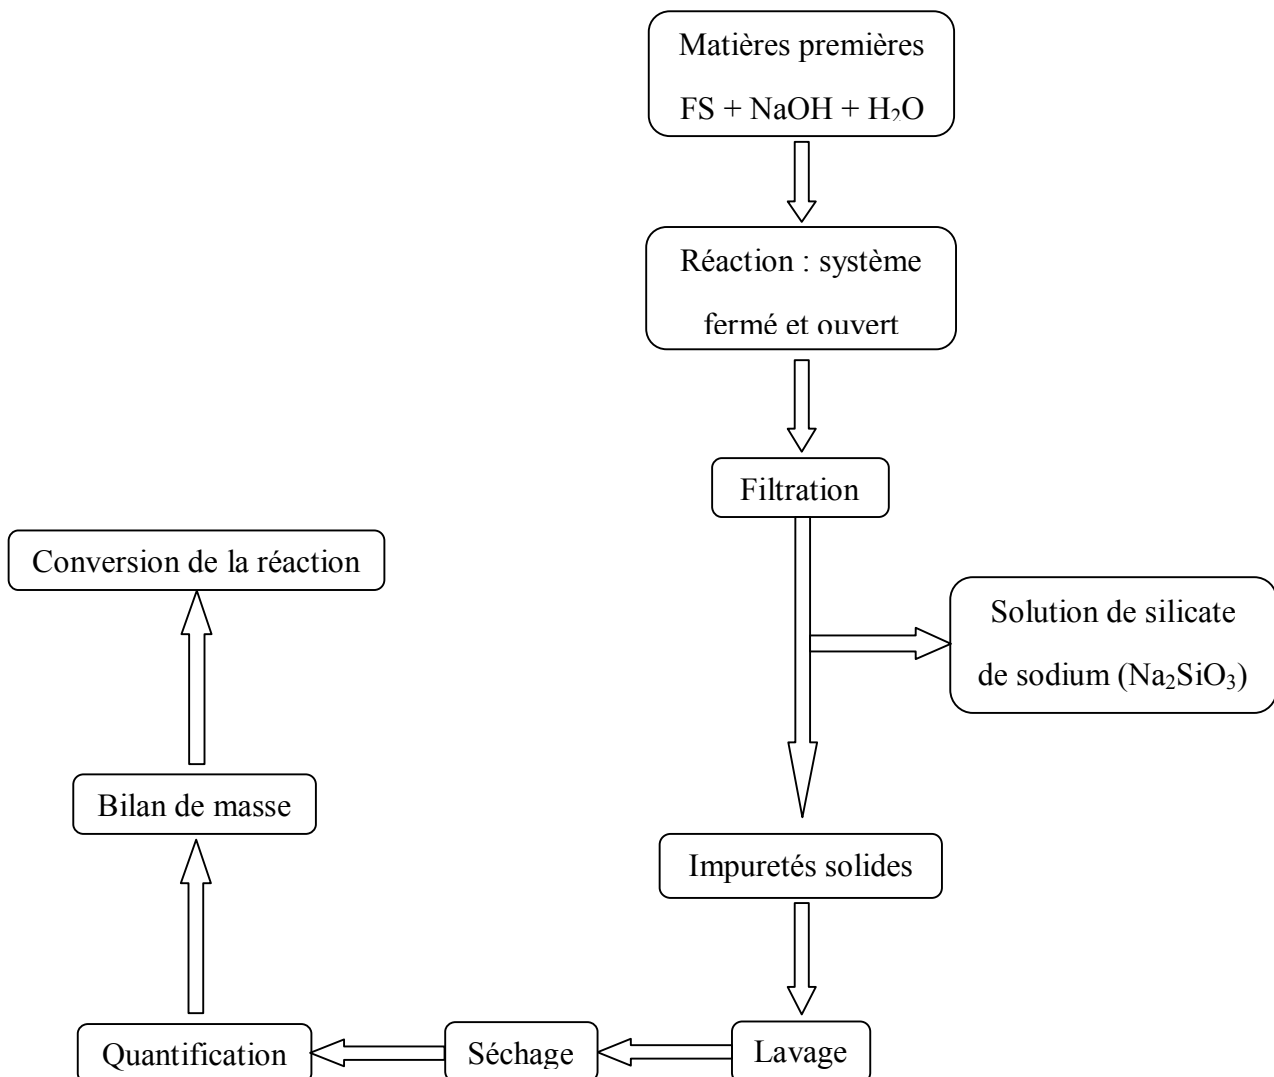 Matières premières
FS + NaOH + H₂O
Réaction : système
fermé et ouvert
Filtration
Conversion de la réaction
Solution de silicate
de sodium (Na₂SiO₃)
Bilan de masse
Impuretés solides
Quantification
Séchage
Lavage